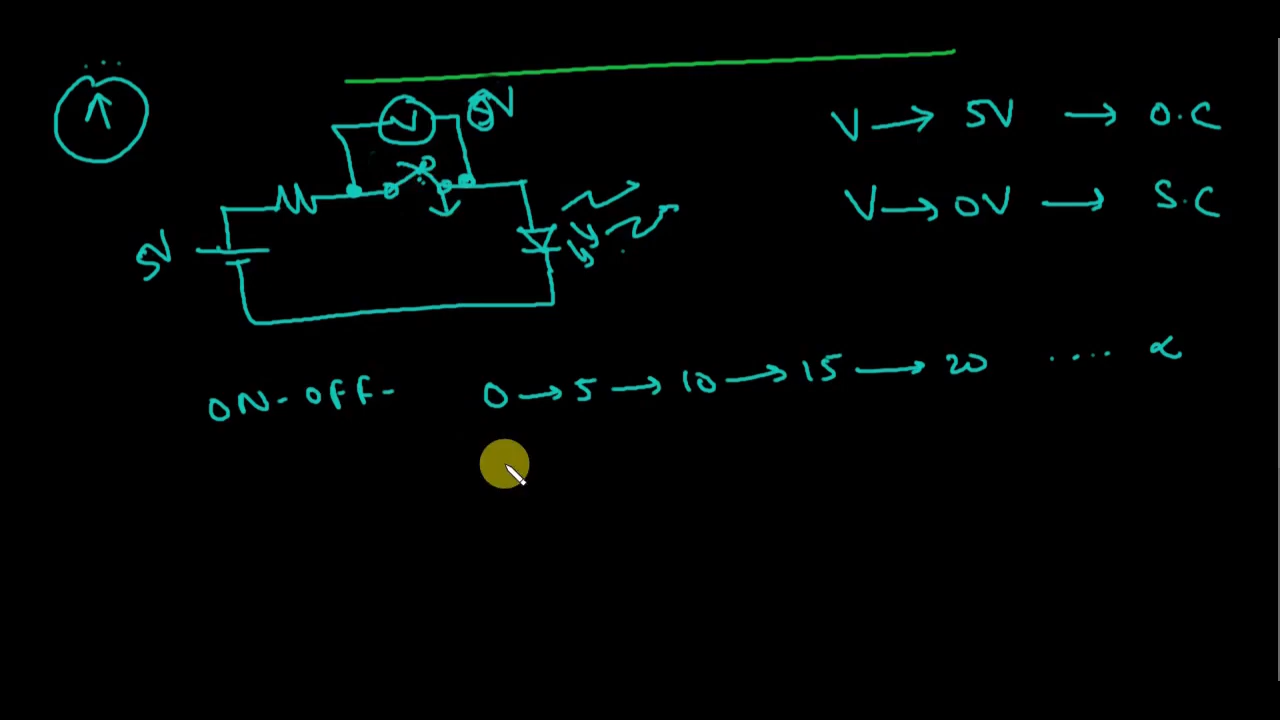 V
0V
V → 5V → O.C
V → 0V → S.C
5V
ON - OFF - 0 → 5 → 10 → 15 → 20 .... ∝